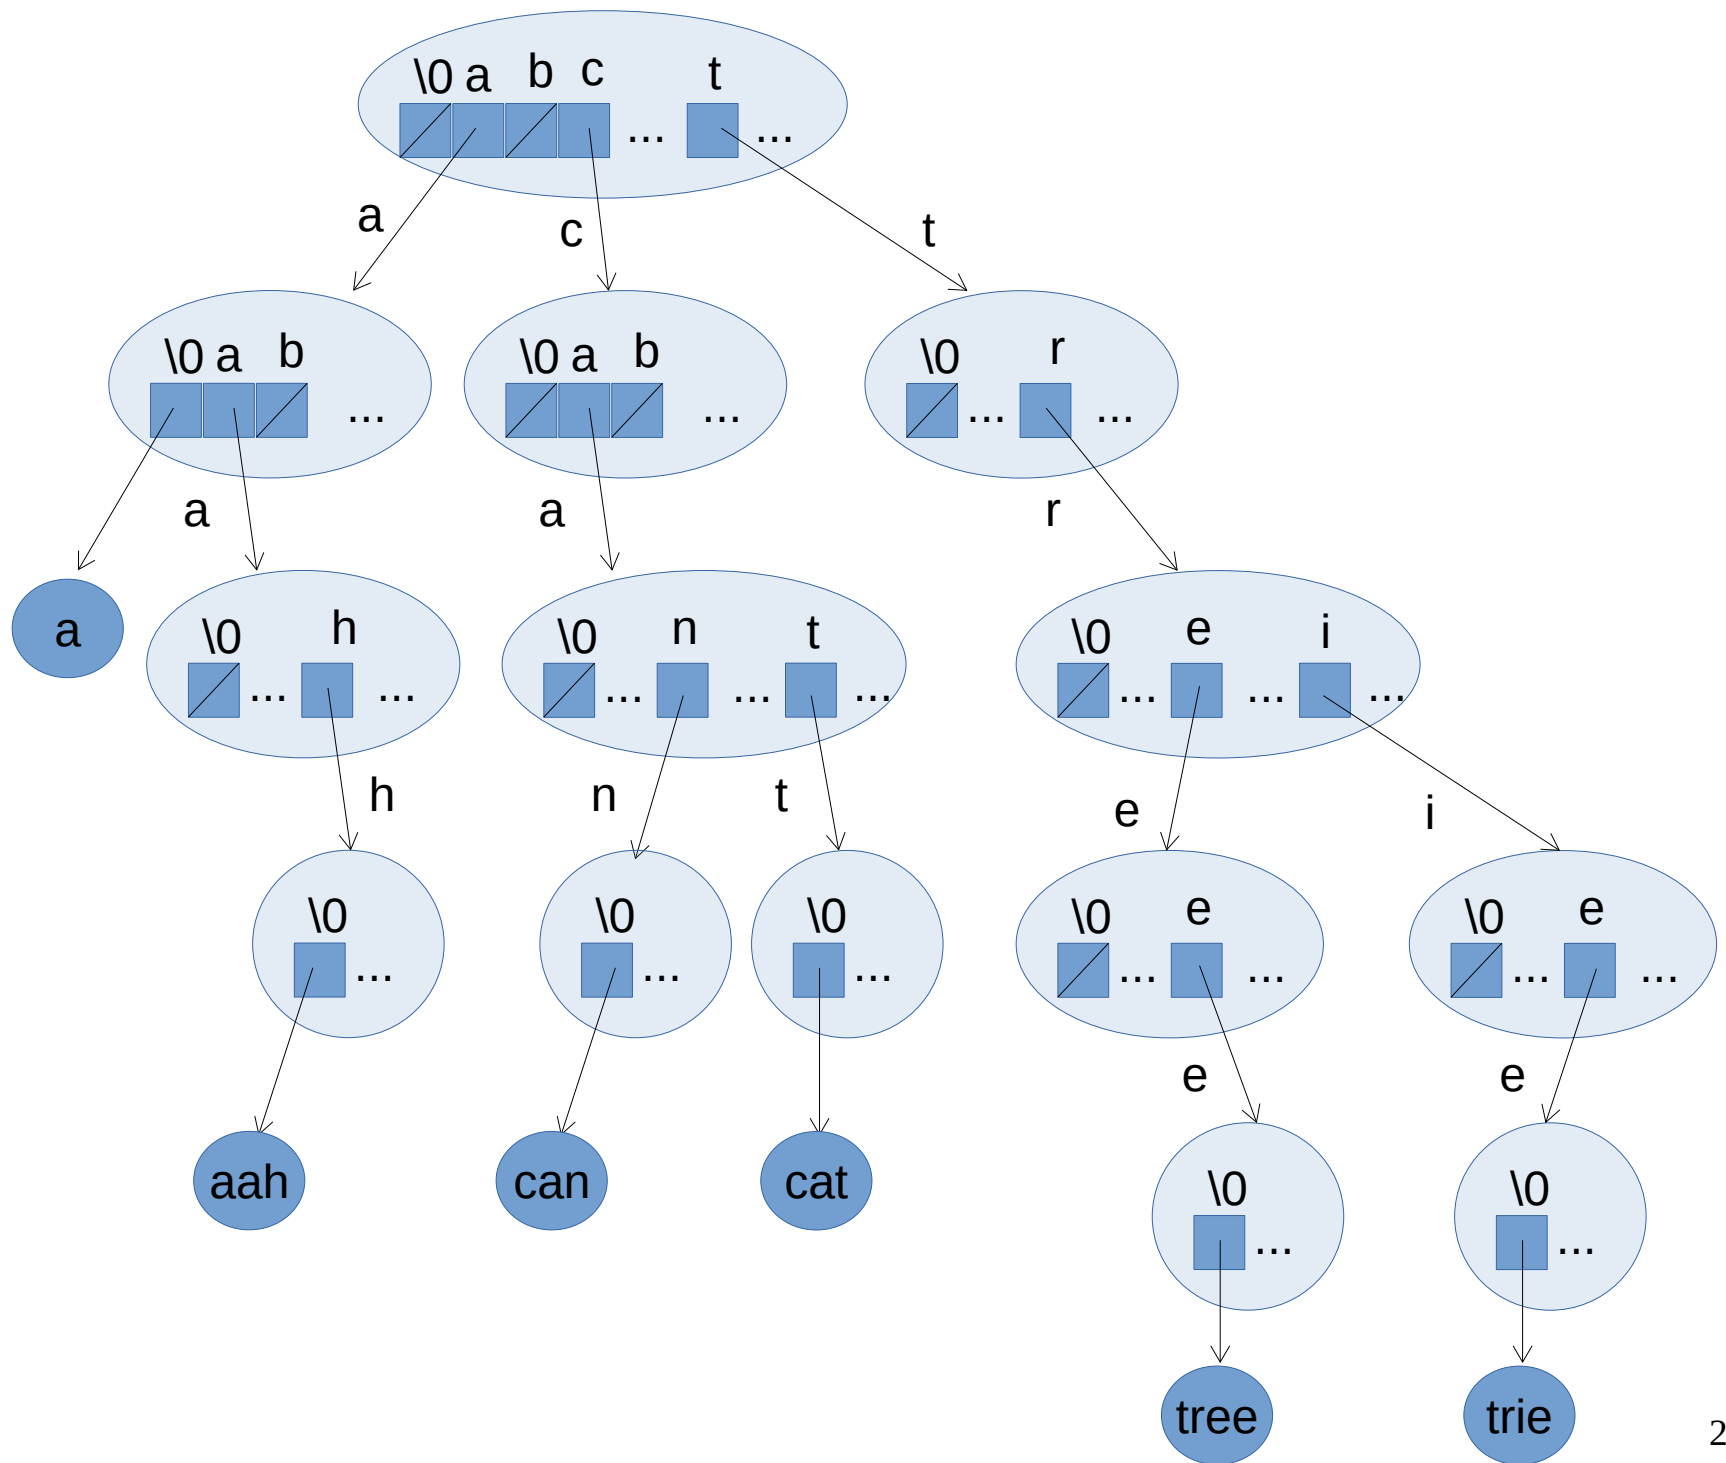 \0 a b c t
... ...
a c t
\0 a b \0 a b \0 r
... ... ... ...
a a r
a \0 h \0 n t \0 e i
... ... ... ... ... ... ... ...
h n t e i
\0 \0 \0 \0 e \0 e
... ... ... ... ... ... ...
e e
aah can cat \0 \0
... ...
tree trie
2